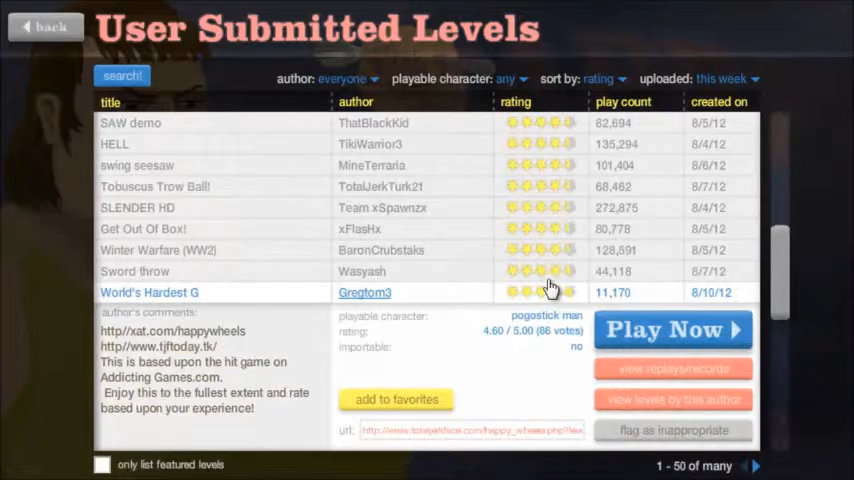 back
User Submitted Levels
search!
author: everyone playable character: any sort by: rating uploaded: this week
title author rating play count created on
SAW demo ThatBlackKid 82,694 8/5/12
HELL TikiWarrior3 135,294 8/4/12
swing seesaw MineTerraria 101,404 8/6/12
Tobuscus Trow Ball! TotalJerkTurk21 68,462 8/7/12
SLENDER HD Team xSpawnzx 272,875 8/4/12
Get Out Of Box! xFlasHx 80,778 8/5/12
Winter Warfare (WW2) BaronCrubstaks 128,591 8/5/12
Sword throw Wasyash 44,118 8/7/12
World's Hardest G Gregtom3 11,170 8/10/12
author's comments:
http//xat.com/happywheels
http//www.tjftoday.tk/
This is based upon the hit game on
Addicting Games.com.
Enjoy this to the fullest extent and rate
based upon your experience!
playable character: pogostick man
rating: 4.60 / 5.00 (86 votes)
importable: no
add to favorites
url: http://www.totaljerkface.com/happy_wheels.php?lev
Play Now
view replays/records
view levels by this author
flag as inappropriate
only list featured levels
1 - 50 of many